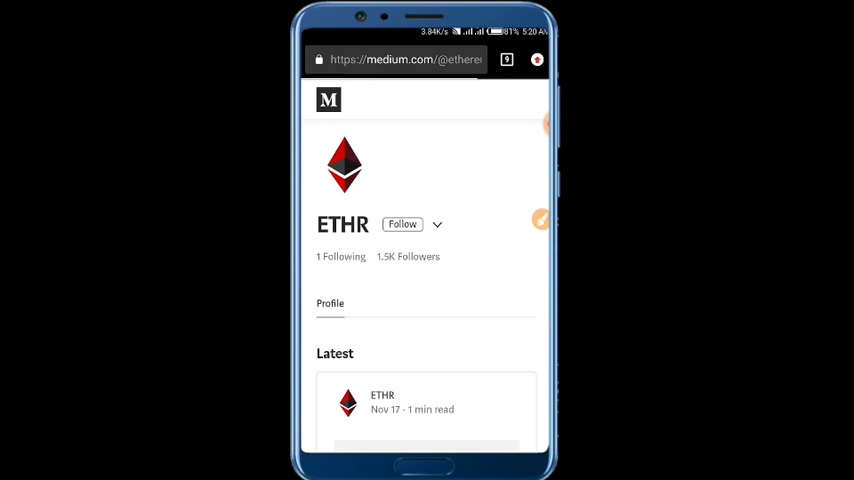 3.84K/s 81% 5:20 AM
https://medium.com/@ethere
9
M
ETHR Follow
1 Following 1.5K Followers
Profile
Latest
ETHR
Nov 17 · 1 min read